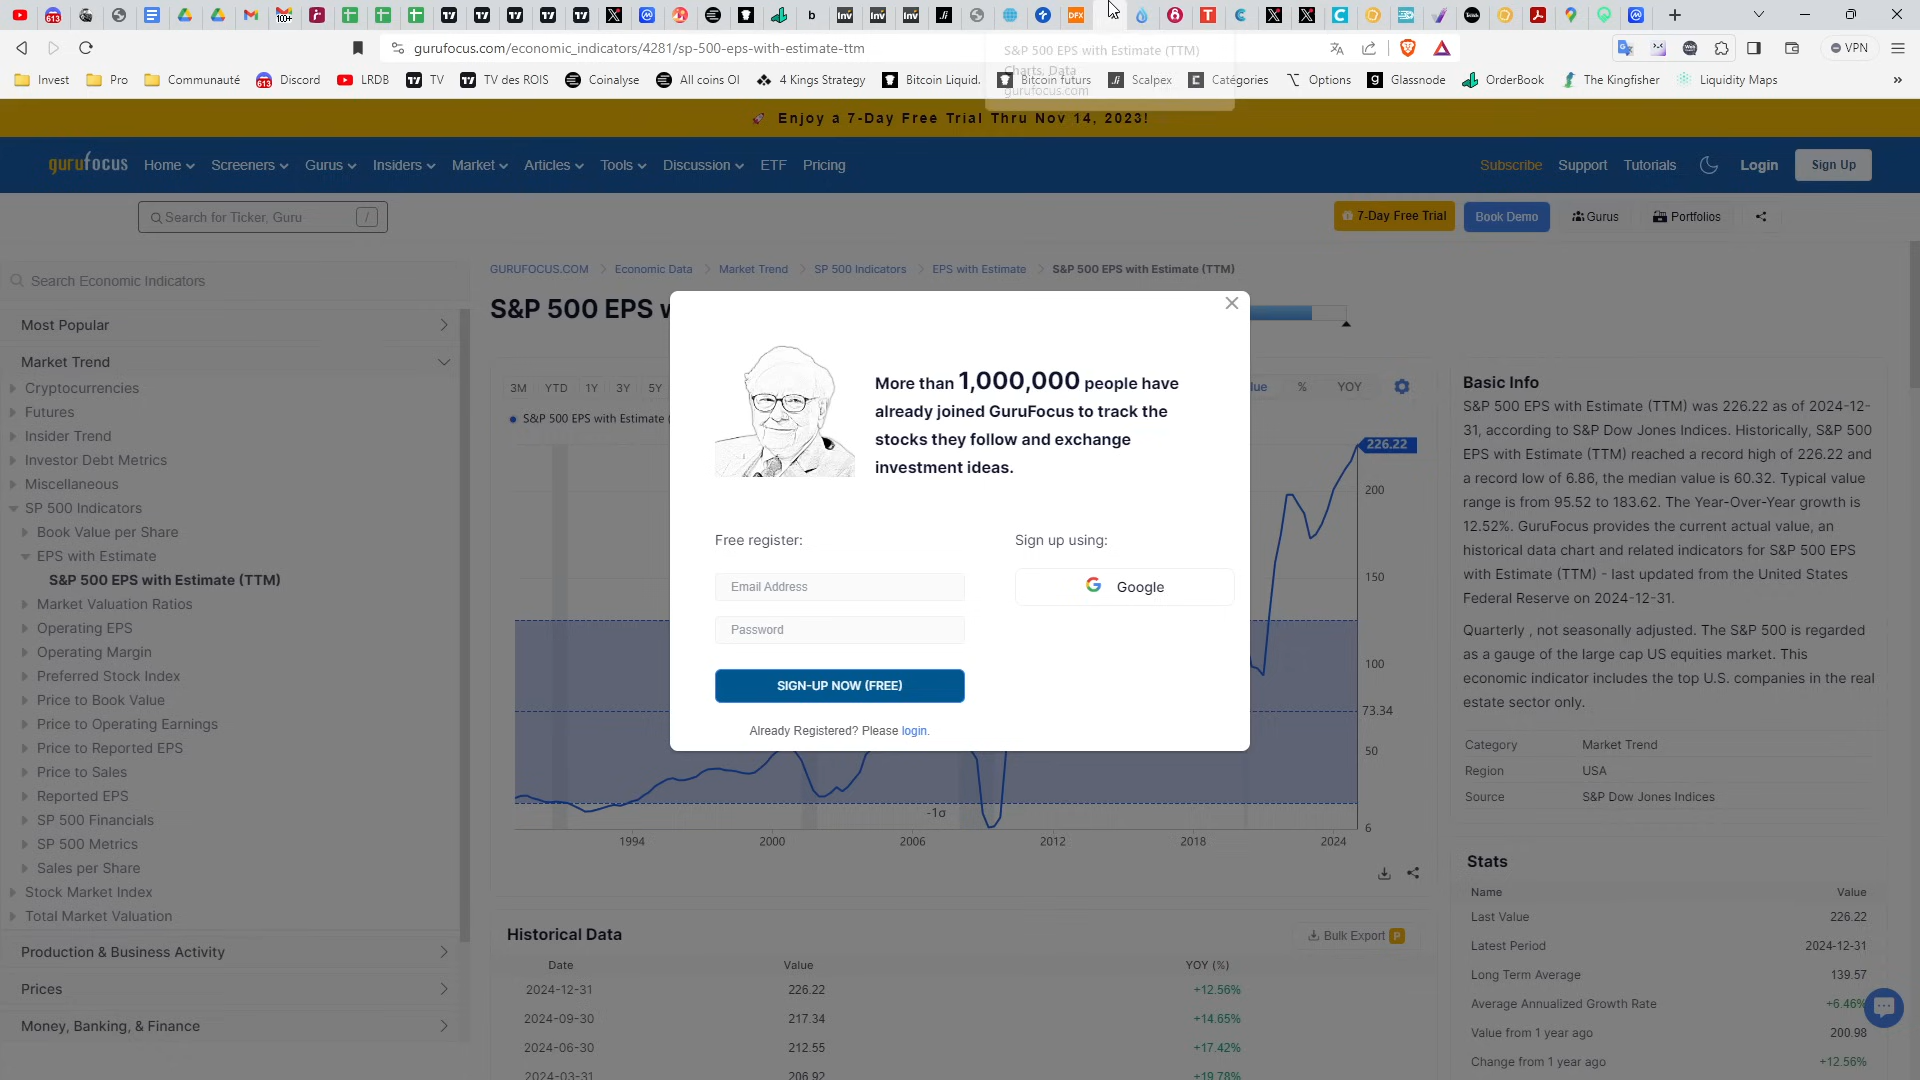 gurufocus.com/economic_indicators/4281/sp-500-eps-with-estimate-ttm
VPN
S&P 500 EPS with Estimate (TTM)
Charts, Data
gurufocus.com
Invest
Pro
Communauté
Discord
LRDB
TV
TV des ROIS
Coinalyse
All coins OI
4 Kings Strategy
Bitcoin Liquid.
Bitcoin futurs
Scalpex
Catégories
Options
Glassnode
OrderBook
The Kingfisher
Liquidity Maps
»
🚀 Enjoy a 7-Day Free Trial Thru Nov 14, 2023!
gurufocus
Home
Screeners
Gurus
Insiders
Market
Articles
Tools
Discussion
ETF
Pricing
Subscribe
Support
Tutorials
Login
Sign Up
Search for Ticker, Guru
/
7-Day Free Trial
Book Demo
Gurus
Portfolios
Search Economic Indicators
Most Popular
Market Trend
Cryptocurrencies
Futures
Insider Trend
Investor Debt Metrics
Miscellaneous
SP 500 Indicators
Book Value per Share
EPS with Estimate
S&P 500 EPS with Estimate (TTM)
Market Valuation Ratios
Operating EPS
Operating Margin
Preferred Stock Index
Price to Book Value
Price to Operating Earnings
Price to Reported EPS
Price to Sales
Reported EPS
SP 500 Financials
SP 500 Metrics
Sales per Share
Stock Market Index
Total Market Valuation
Production & Business Activity
Prices
Money, Banking, & Finance
GURUFOCUS.COM > Economic Data > Market Trend > SP 500 Indicators > EPS with Estimate > S&P 500 EPS with Estimate (TTM)
S&P 500 EPS
3M YTD 1Y 3Y 5Y
% YOY
S&P 500 EPS with Estimate
226.22
200
150
100
73.34
50
6
-1σ
1994 2000 2006 2012 2018 2024
More than 1,000,000 people have
already joined GuruFocus to track the
stocks they follow and exchange
investment ideas.
Free register:
Sign up using:
Email Address
Google
Password
SIGN-UP NOW (FREE)
Already Registered? Please login.
Historical Data
Bulk Export P
Date Value YOY (%)
2024-12-31 226.22 +12.56%
2024-09-30 217.34 +14.65%
2024-06-30 212.55 +17.42%
2024-03-31 206.92 +19.78%
Basic Info
S&P 500 EPS with Estimate (TTM) was 226.22 as of 2024-12-
31, according to S&P Dow Jones Indices. Historically, S&P 500
EPS with Estimate (TTM) reached a record high of 226.22 and
a record low of 6.86, the median value is 60.32. Typical value
range is from 95.52 to 183.62. The Year-Over-Year growth is
12.52%. GuruFocus provides the current actual value, an
historical data chart and related indicators for S&P 500 EPS
with Estimate (TTM) - last updated from the United States
Federal Reserve on 2024-12-31.
Quarterly , not seasonally adjusted. The S&P 500 is regarded
as a gauge of the large cap US equities market. This
economic indicator includes the top U.S. companies in the real
estate sector only.
Category Market Trend
Region USA
Source S&P Dow Jones Indices
Stats
Name Value
Last Value 226.22
Latest Period 2024-12-31
Long Term Average 139.57
Average Annualized Growth Rate +6.46%
Value from 1 year ago 200.98
Change from 1 year ago +12.56%